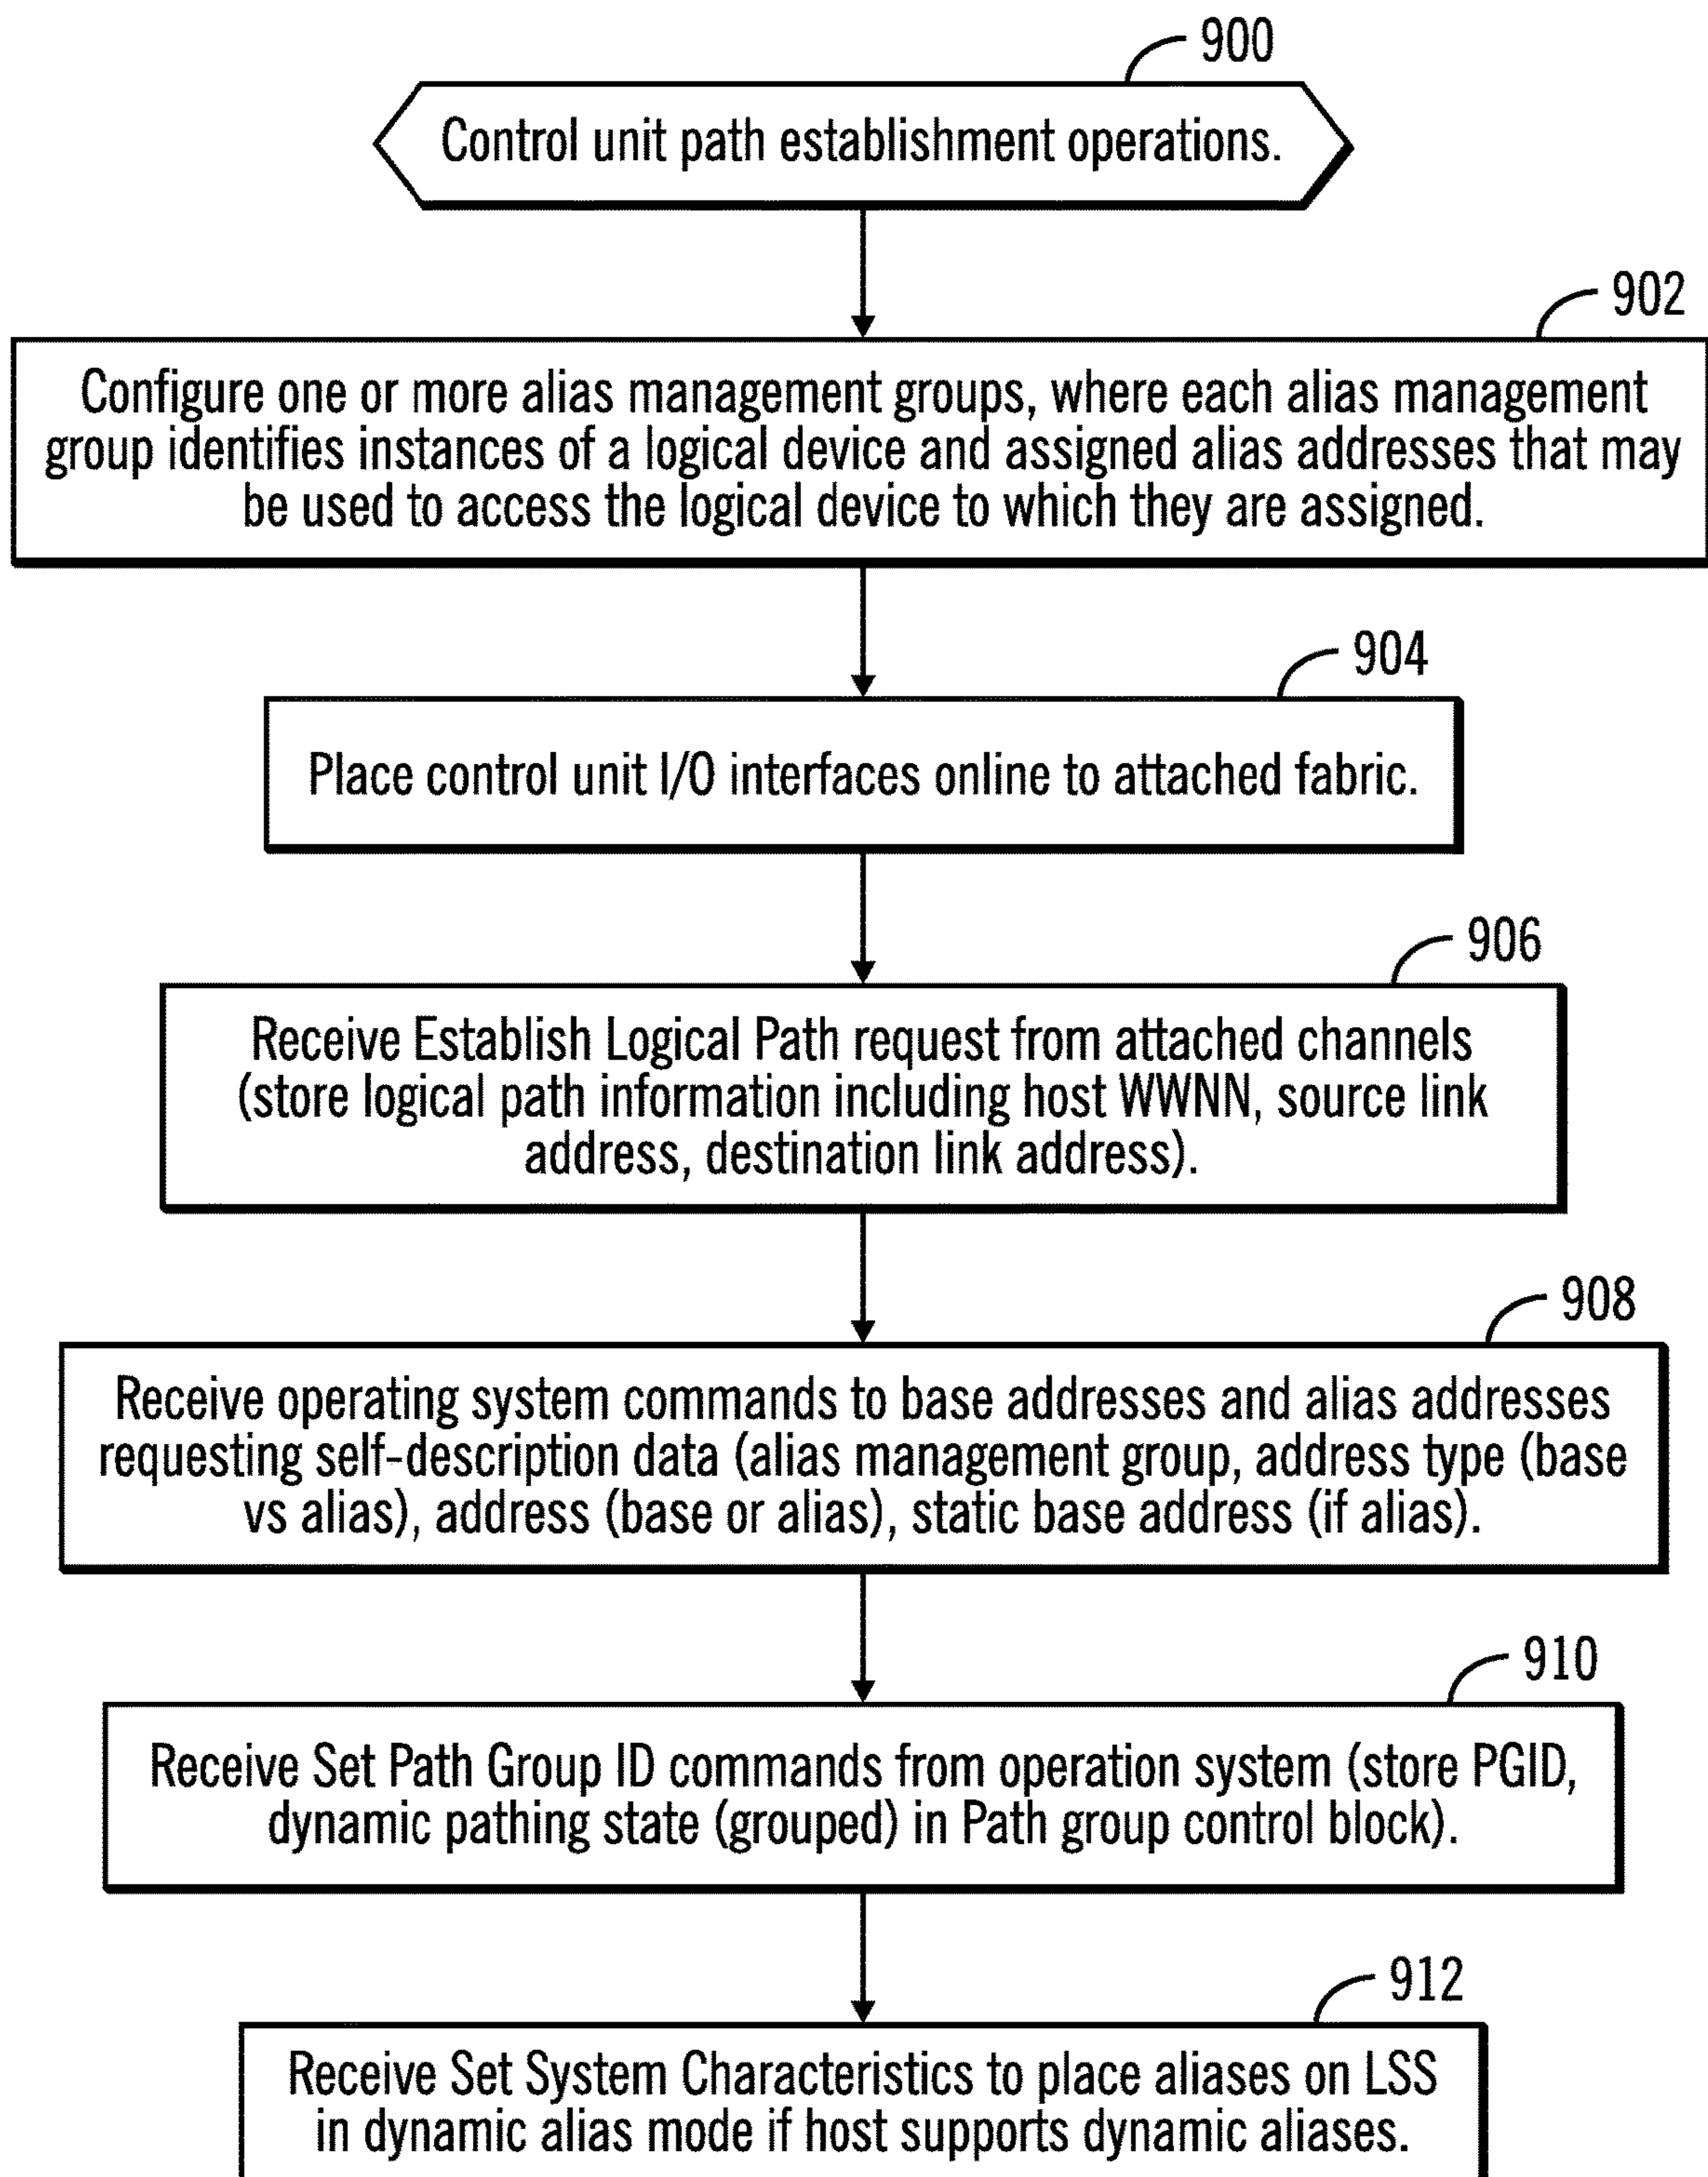 900
Control unit path establishment operations.
902
Configure one or more alias management groups, where each alias management
group identifies instances of a logical device and assigned alias addresses that may
be used to access the logical device to which they are assigned.
904
Place control unit I/O interfaces online to attached fabric.
906
Receive Establish Logical Path request from attached channels
(store logical path information including host WWNN, source link
address, destination link address).
908
Receive operating system commands to base addresses and alias addresses
requesting self-description data (alias management group, address type (base
vs alias), address (base or alias), static base address (if alias).
910
Receive Set Path Group ID commands from operation system (store PGID,
dynamic pathing state (grouped) in Path group control block).
912
Receive Set System Characteristics to place aliases on LSS
in dynamic alias mode if host supports dynamic aliases.